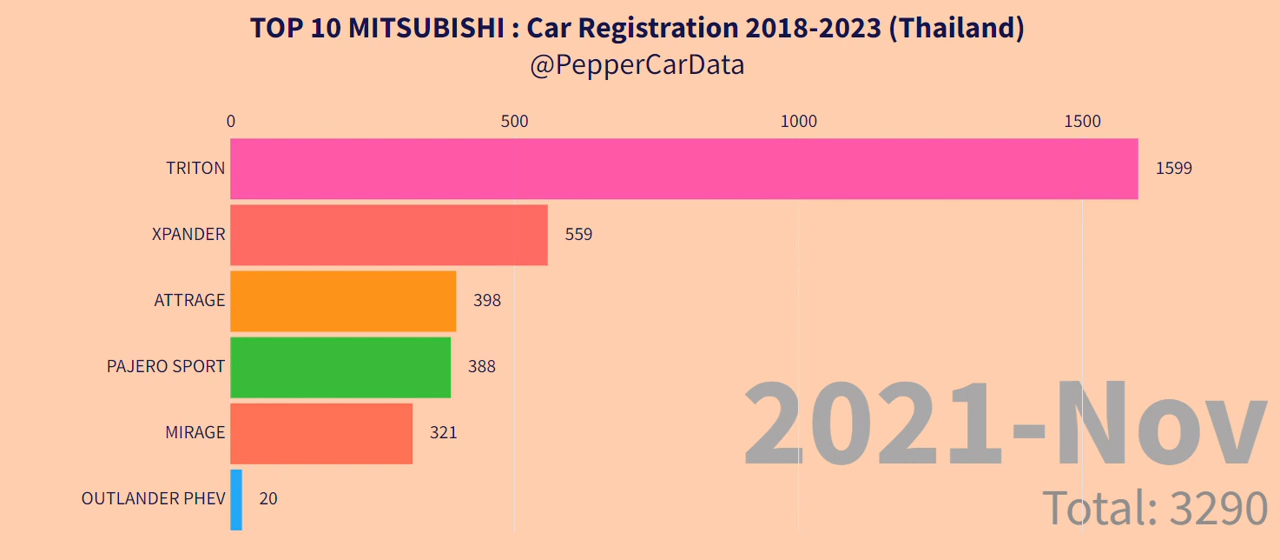 TOP 10 MITSUBISHI : Car Registration 2018-2023 (Thailand)
@PepperCarData
0 500 1000 1500
TRITON 1599
XPANDER 559
ATTRAGE 398
PAJERO SPORT 388
MIRAGE 321
OUTLANDER PHEV 20
2021-Nov
Total: 3290